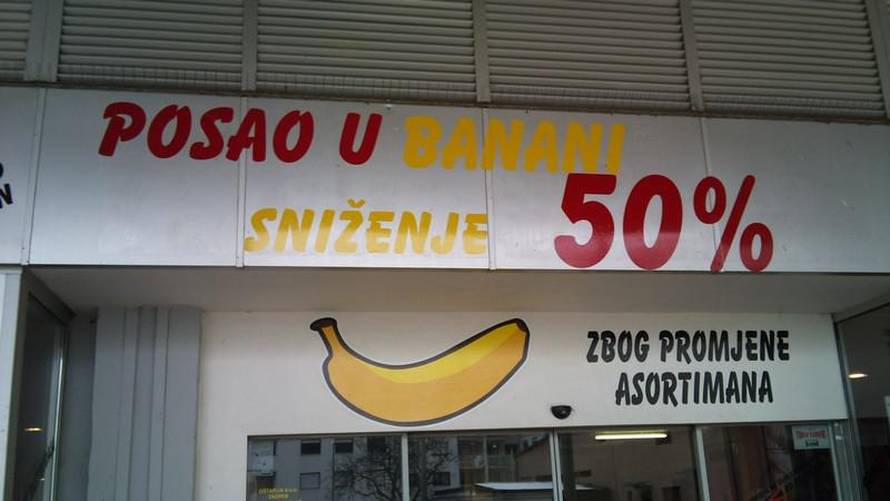 POSAO U BANANI
SNIŽENJE 50%
ZBOG PROMJENE
ASORTIMANA